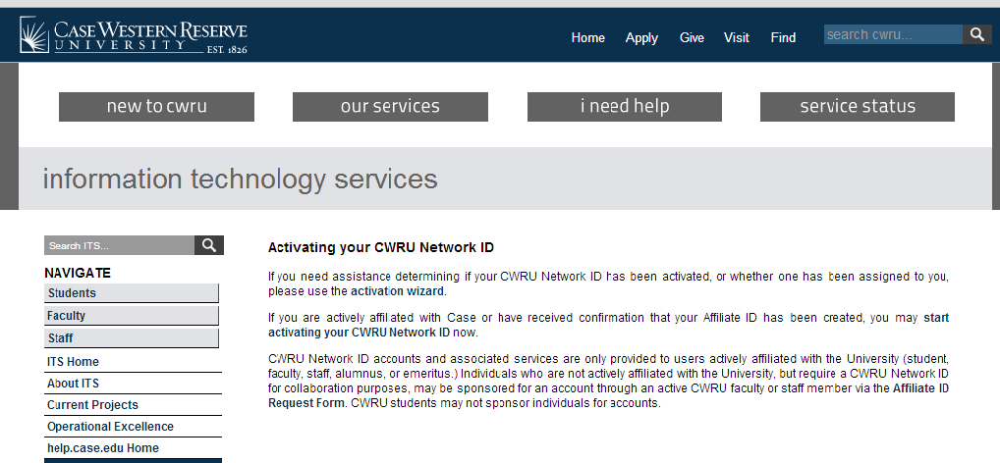 CASE WESTERN RESERVE
UNIVERSITY EST. 1826
Home Apply Give Visit Find
search cwru...
new to cwru our services i need help service status
information technology services
Search ITS...
NAVIGATE
Students
Faculty
Staff
ITS Home
About ITS
Current Projects
Operational Excellence
help.case.edu Home
Activating your CWRU Network ID
If you need assistance determining if your CWRU Network ID has been activated, or whether one has been assigned to you,
please use the activation wizard.
If you are actively affiliated with Case or have received confirmation that your Affiliate ID has been created, you may start
activating your CWRU Network ID now.
CWRU Network ID accounts and associated services are only provided to users actively affiliated with the University (student,
faculty, staff, alumnus, or emeritus.) Individuals who are not actively affiliated with the University, but require a CWRU Network ID
for collaboration purposes, may be sponsored for an account through an active CWRU faculty or staff member via the Affiliate ID
Request Form. CWRU students may not sponsor individuals for accounts.